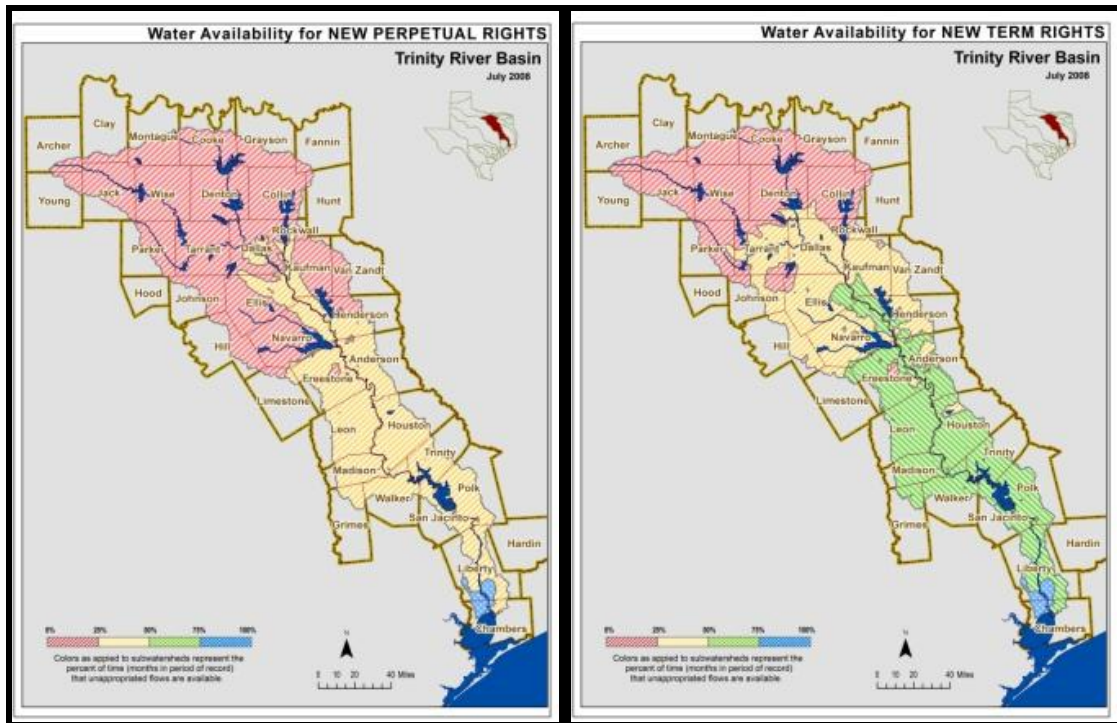 Water Availability for NEW PERPETUAL RIGHTS
Trinity River Basin
July 2008
Clay
Montague
Cooke
Grayson
Fannin
Archer
Jack
Wise
Denton
Collin
Young
Hunt
Rockwall
Parker
Tarrant
Dallas
Kaufman
Van Zandt
Hood
Johnson
Ellis
Henderson
Navarro
Hill
Anderson
Freestone
Limestone
Leon
Houston
Trinity
Madison
Polk
Walker
San Jacinto
Grimes
Hardin
Liberty
Chambers
0% 25% 50% 75% 100%
Colors as applied to subwatersheds represent the
percent of time (months in period of record)
that unappropriated flows are available
N
0 10 20 40 Miles
Water Availability for NEW TERM RIGHTS
Trinity River Basin
July 2008
Clay
Montague
Cooke
Grayson
Fannin
Archer
Jack
Wise
Denton
Collin
Young
Hunt
Rockwall
Parker
Tarrant
Dallas
Kaufman
Van Zandt
Hood
Johnson
Ellis
Henderson
Navarro
Hill
Anderson
Freestone
Limestone
Leon
Houston
Trinity
Madison
Polk
Walker
San Jacinto
Grimes
Hardin
Liberty
Chambers
0% 25% 50% 75% 100%
Colors as applied to subwatersheds represent the
percent of time (months in period of record)
that unappropriated flows are available
N
0 10 20 40 Miles